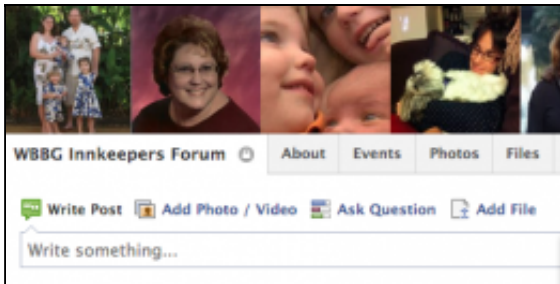 WBBG Innkeepers Forum About Events Photos Files
Write Post Add Photo / Video Ask Question Add File
Write something...